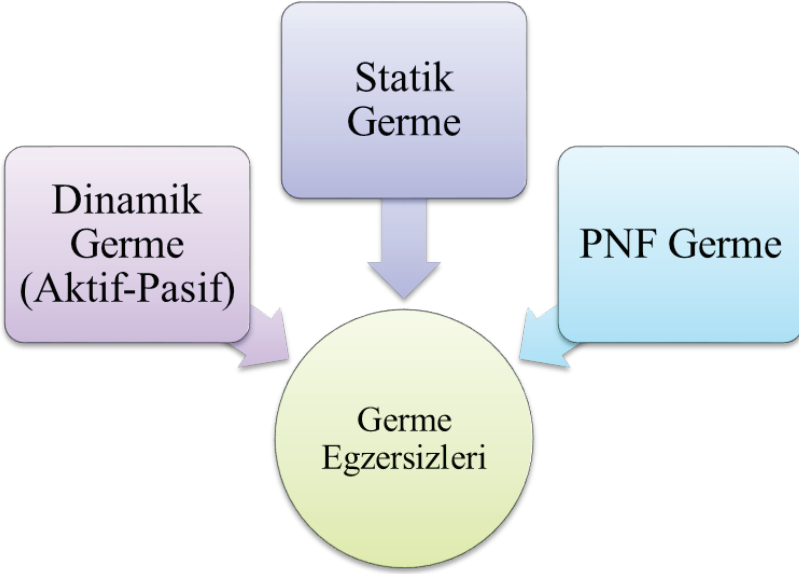 Statik
Germe
Dinamik
Germe
(Aktif-Pasif)
PNF Germe
Germe
Egzersizleri